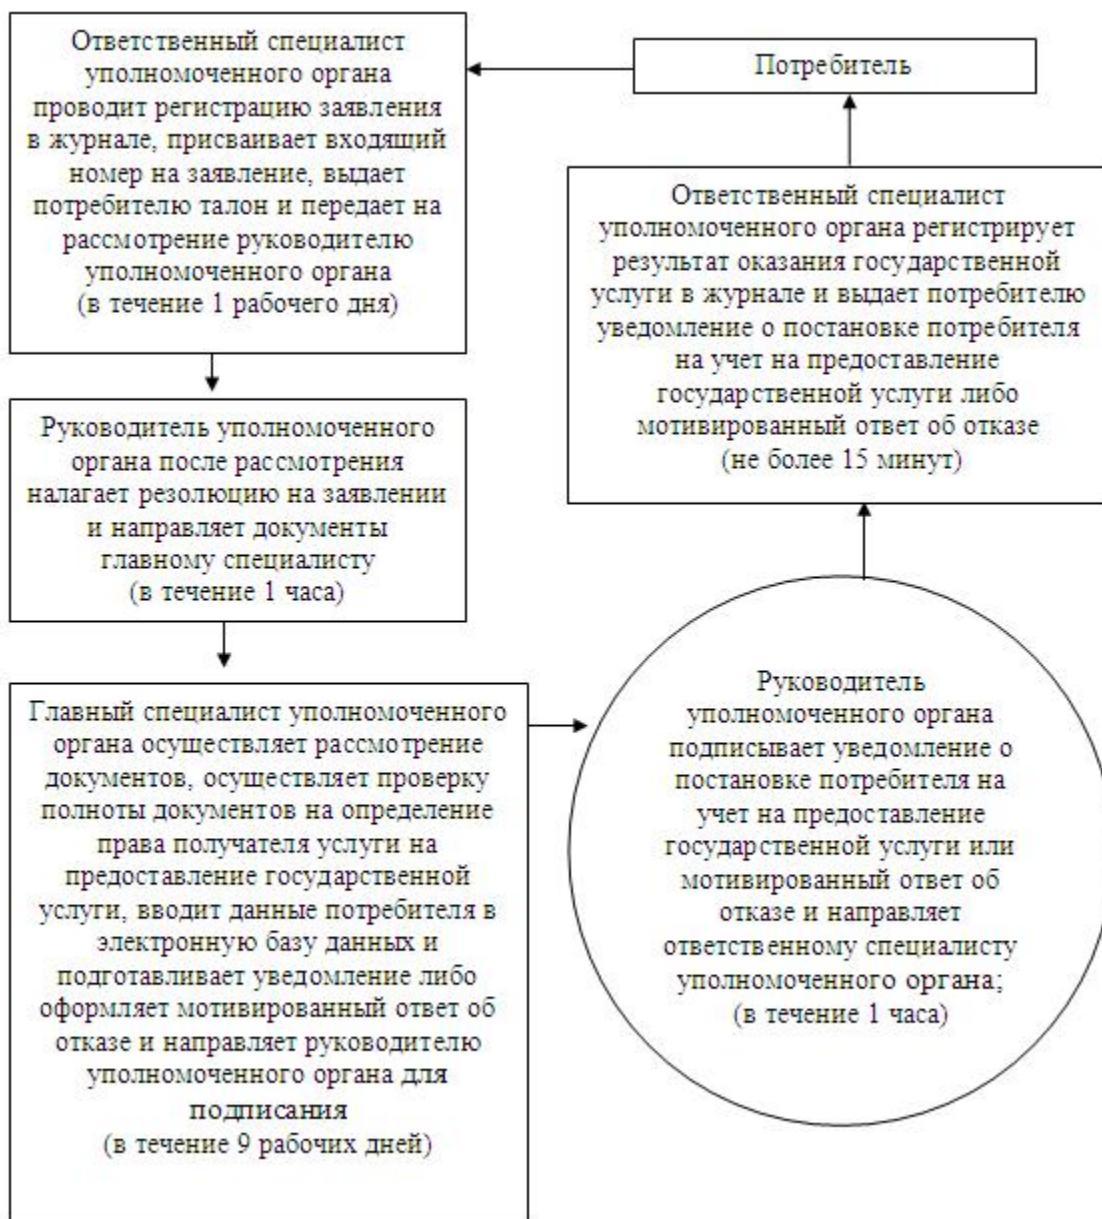 Ответственный специалист
уполномоченного органа
проводит регистрацию заявления
в журнале, присваивает входящий
номер на заявление, выдает
потребителю талон и передает на
рассмотрение руководителю
уполномоченного органа
(в течение 1 рабочего дня)
Руководитель уполномоченного
органа после рассмотрения
налагает резолюцию на заявлении
и направляет документы
главному специалисту
(в течение 1 часа)
Главный специалист уполномоченного
органа осуществляет рассмотрение
документов, осуществляет проверку
полноты документов на определение
права получателя услуги на
предоставление государственной
услуги, вводит данные потребителя в
электронную базу данных и
подготавливает уведомление либо
оформляет мотивированный ответ об
отказе и направляет руководителю
уполномоченного органа для
подписания
(в течение 9 рабочих дней)
Руководитель
уполномоченного органа
подписывает уведомление о
постановке потребителя на
учет на предоставление
государственной услуги или
мотивированный ответ об
отказе и направляет
ответственному специалисту
уполномоченного органа;
(в течение 1 часа)
Ответственный специалист
уполномоченного органа регистрирует
результат оказания государственной
услуги в журнале и выдает потребителю
уведомление о постановке потребителя
на учет на предоставление
государственной услуги либо
мотивированный ответ об отказе
(не более 15 минут)
Потребитель